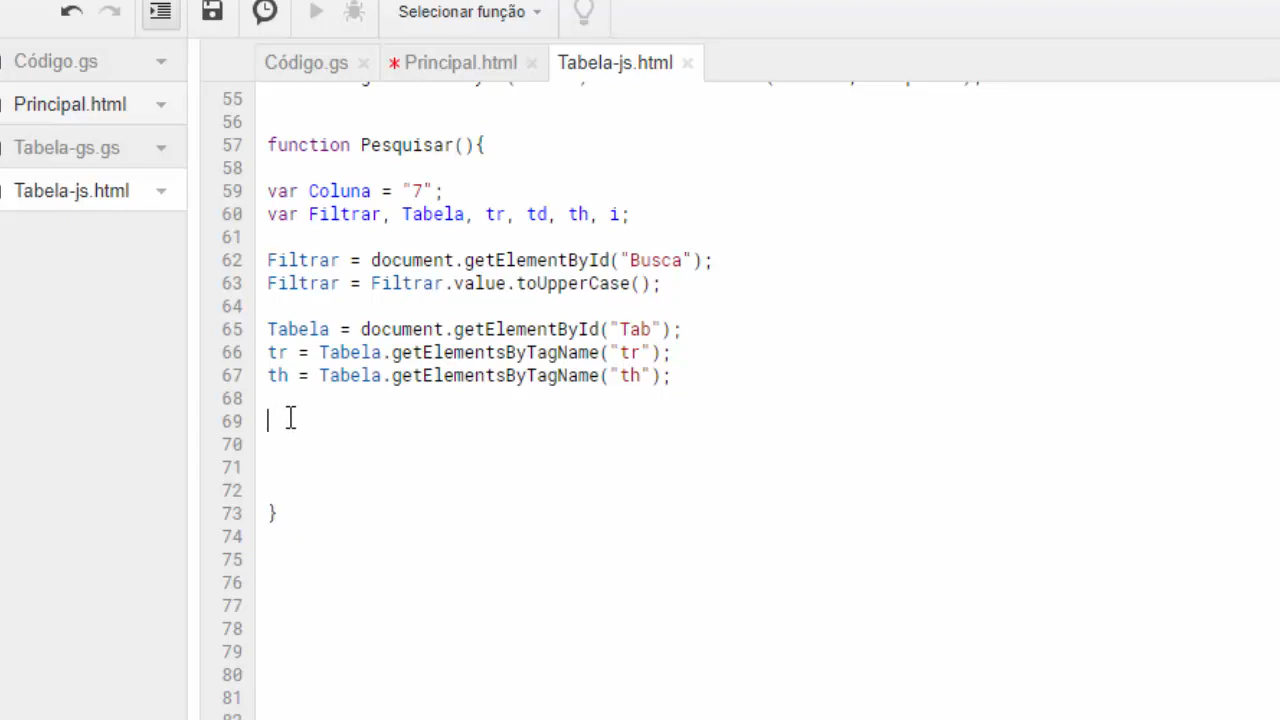 Selecionar função
Código.gs
Principal.html
Tabela-gs.gs
Tabela-js.html
Código.gs × * Principal.html × Tabela-js.html ×
55
56
57 function Pesquisar(){
58
59 var Coluna = "7";
60 var Filtrar, Tabela, tr, td, th, i;
61
62 Filtrar = document.getElementById("Busca");
63 Filtrar = Filtrar.value.toUpperCase();
64
65 Tabela = document.getElementById("Tab");
66 tr = Tabela.getElementsByTagName("tr");
67 th = Tabela.getElementsByTagName("th");
68
69
70
71
72
73 }
74
75
76
77
78
79
80
81